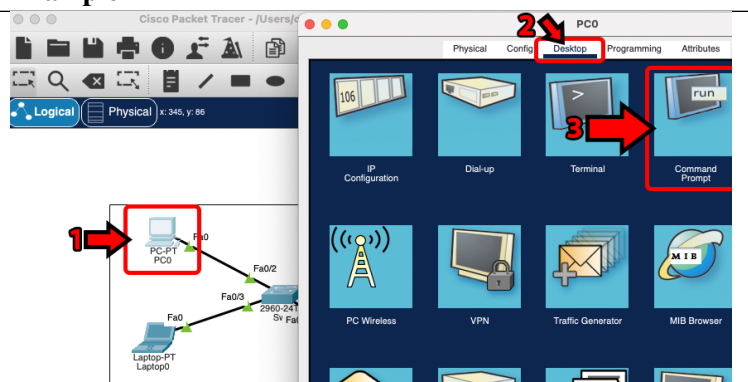 Cisco Packet Tracer - /Users/
PC0
2
Physical Config Desktop Programming Attributes
Logical
Physical
x: 345, y: 86
106
>
run
3
IP
Configuration
Dial-up
Terminal
Command
Prompt
1
PC-PT
PC0
Fa0
Fa0/2
Fa0/3
2960-24
Fa0
Laptop-PT
Laptop0
PC Wireless
VPN
Traffic Generator
MIB
MIB Browser